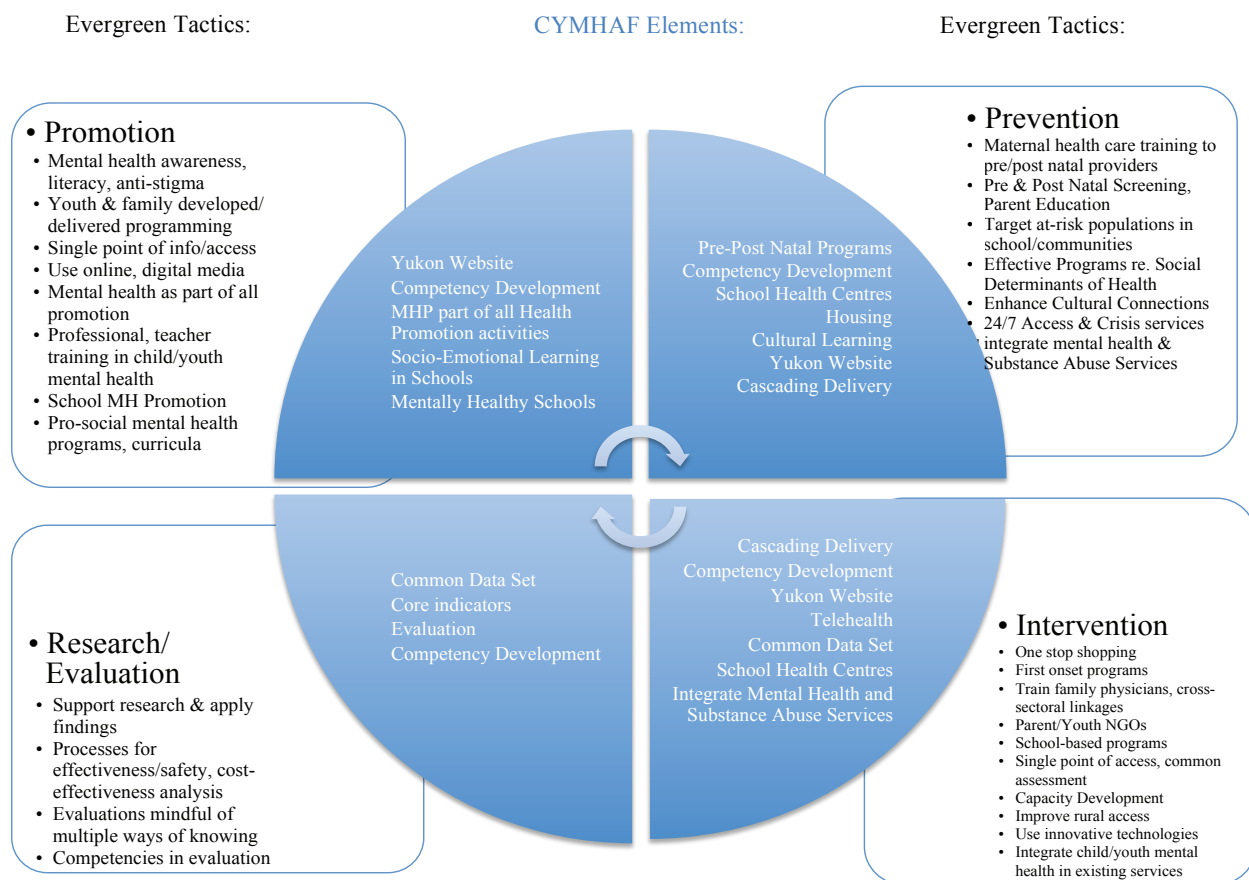 Evergreen Tactics:
CYMHAF Elements:
Evergreen Tactics:
• Promotion
• Mental health awareness,
literacy, anti-stigma
• Youth & family developed/
delivered programming
• Single point of info/access
• Use online, digital media
• Mental health as part of all
promotion
• Professional, teacher
training in child/youth
mental health
• School MH Promotion
• Pro-social mental health
programs, curricula
Yukon Website
Competency Development
MHP part of all Health
Promotion activities
Socio-Emotional Learning
in Schools
Mentally Healthy Schools
Pre-Post Natal Programs
Competency Development
School Health Centres
Housing
Cultural Learning
Yukon Website
Cascading Delivery
• Prevention
• Maternal health care training to
pre/post natal providers
• Pre & Post Natal Screening,
Parent Education
• Target at-risk populations in
school/communities
• Effective Programs re. Social
Determinants of Health
• Enhance Cultural Connections
• 24/7 Access & Crisis services
• integrate mental health &
Substance Abuse Services
• Research/
Evaluation
• Support research & apply
findings
• Processes for
effectiveness/safety, cost-
effectiveness analysis
• Evaluations mindful of
multiple ways of knowing
• Competencies in evaluation
Common Data Set
Core indicators
Evaluation
Competency Development
Cascading Delivery
Competency Development
Yukon Website
Telehealth
Common Data Set
School Health Centres
Integrate Mental Health and
Substance Abuse Services
• Intervention
• One stop shopping
• First onset programs
• Train family physicians, cross-
sectoral linkages
• Parent/Youth NGOs
• School-based programs
• Single point of access, common
assessment
• Capacity Development
• Improve rural access
• Use innovative technologies
• Integrate child/youth mental
health in existing services